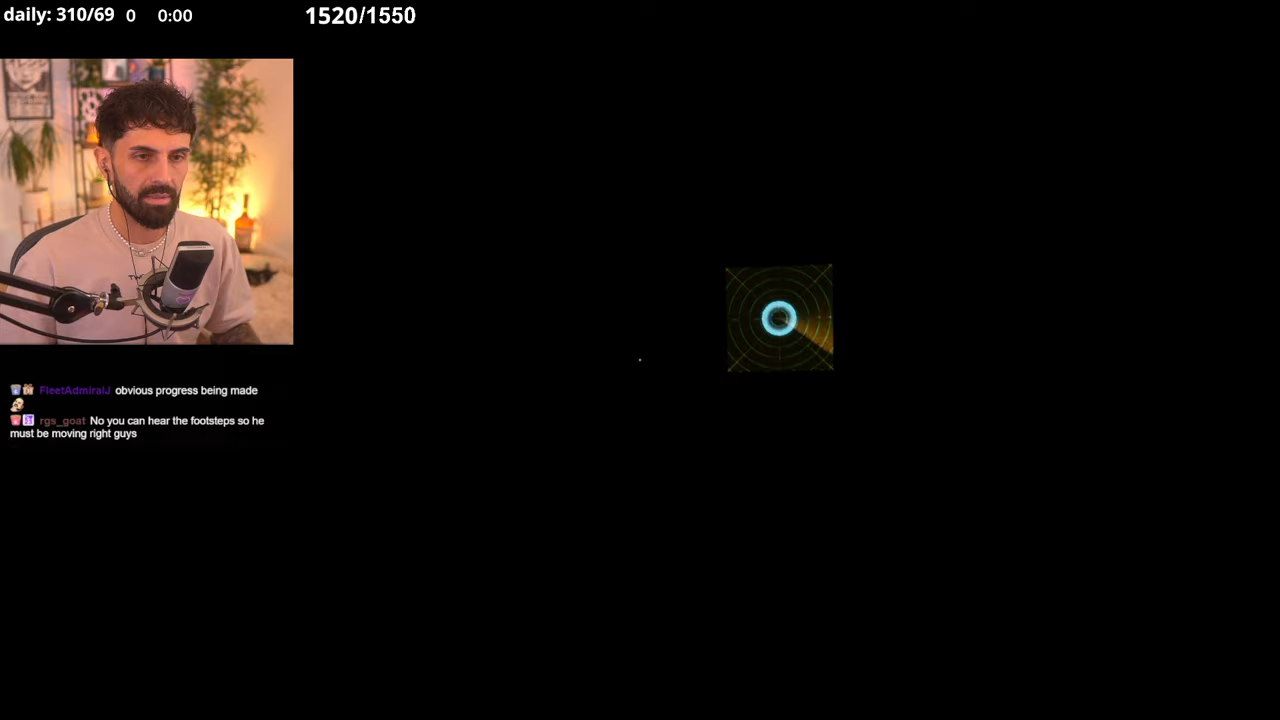 daily: 310/69 0 0:00 1520/1550
FleetAdmiralJ obvious progress being made
rgs_goat No you can hear the footsteps so he
must be moving right guys